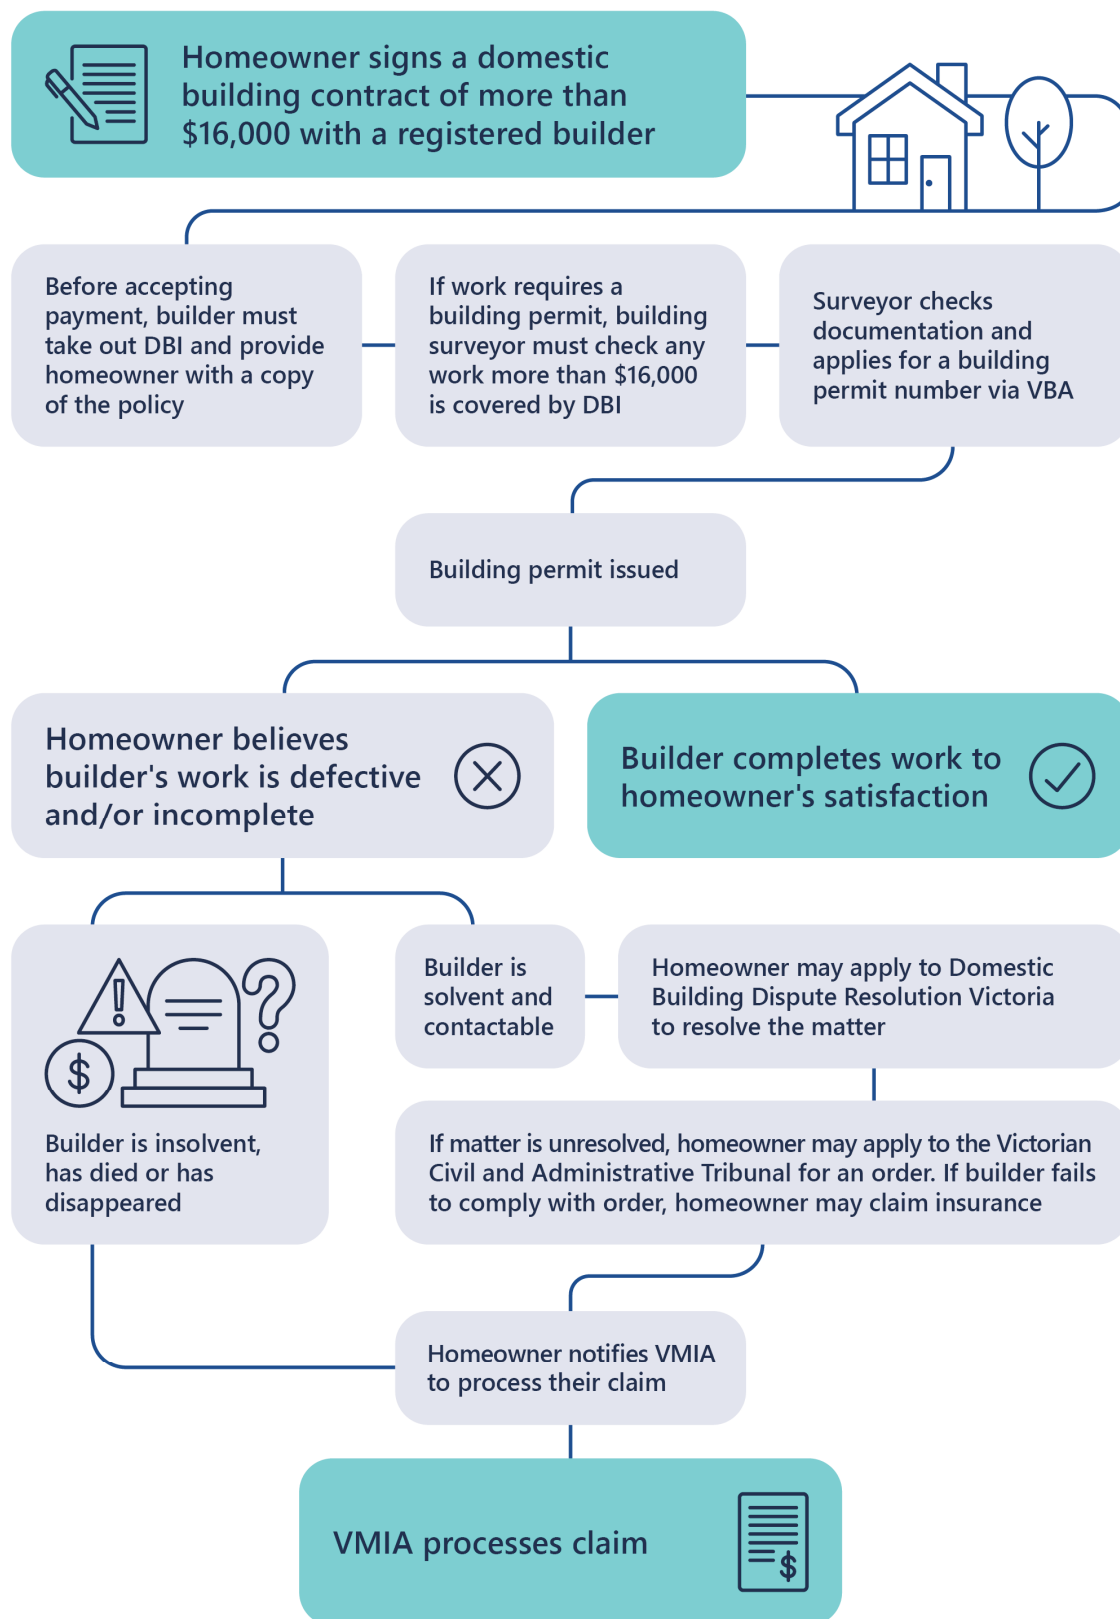 Homeowner signs a domestic
building contract of more than
$16,000 with a registered builder
Before accepting
payment, builder must
take out DBI and provide
homeowner with a copy
of the policy
If work requires a
building permit, building
surveyor must check any
work more than $16,000
is covered by DBI
Surveyor checks
documentation and
applies for a building
permit number via VBA
Building permit issued
Homeowner believes
builder's work is defective
and/or incomplete
Builder completes work to
homeowner's satisfaction
Builder is insolvent,
has died or has
disappeared
Builder is
solvent and
contactable
Homeowner may apply to Domestic
Building Dispute Resolution Victoria
to resolve the matter
If matter is unresolved, homeowner may apply to the Victorian
Civil and Administrative Tribunal for an order. If builder fails
to comply with order, homeowner may claim insurance
Homeowner notifies VMIA
to process their claim
VMIA processes claim
$
$